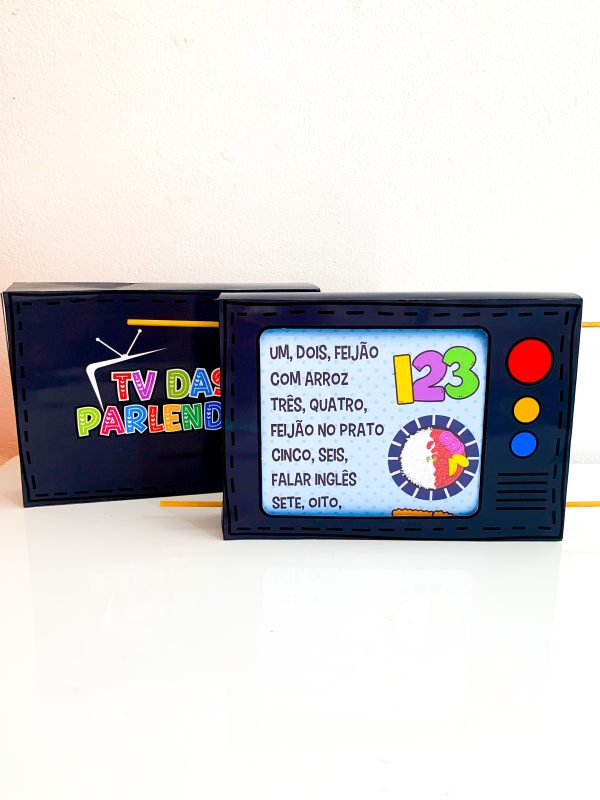 TV DAS
UM, DOIS, FEIJÃO
COM ARROZ
TRÊS, QUATRO,
FEIJÃO NO PRATO
CINCO, SEIS,
FALAR INGLÊS
SETE, OITO,
123